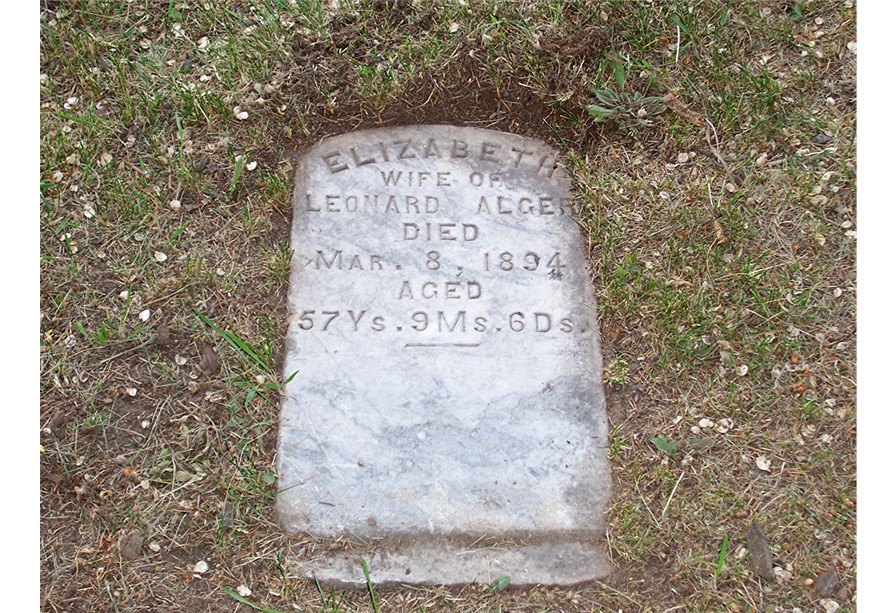 ELIZABETH
WIFE OF
LEONARD ALGER
DIED
MAR. 8, 1894
AGED
57YS. 9MS. 6DS.